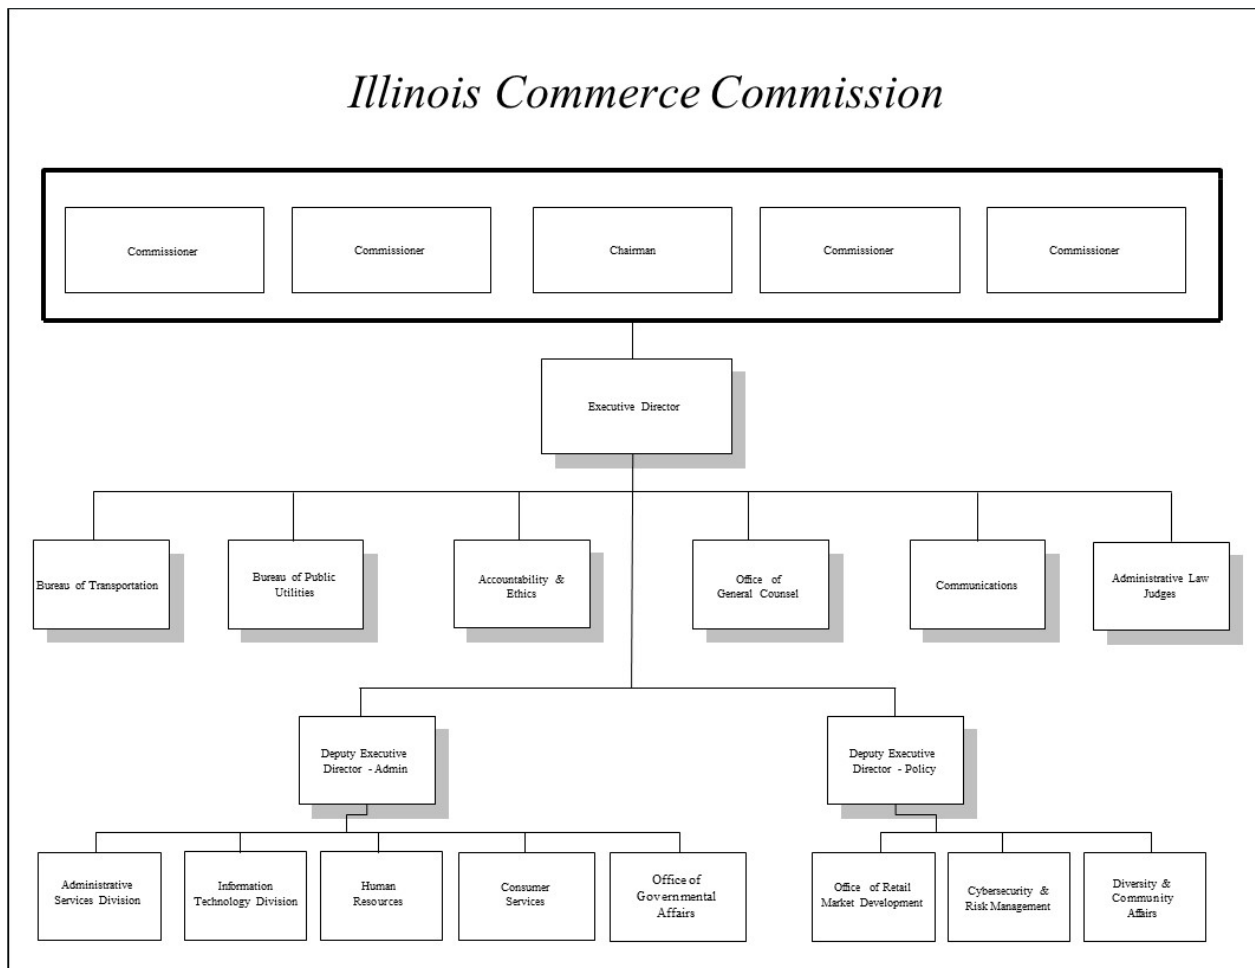 Illinois Commerce Commission
Commissioner
Commissioner
Chairman
Commissioner
Commissioner
Executive Director
Bureau of Transportation
Bureau of Public
Utilities
Accountability &
Ethics
Office of
General Counsel
Communications
Administrative Law
Judges
Deputy Executive
Director - Admin
Deputy Executive
Director - Policy
Administrative
Services Division
Information
Technology Division
Human
Resources
Consumer
Services
Office of
Governmental
Affairs
Office of Retail
Market Development
Cybersecurity &
Risk Management
Diversity &
Community
Affairs